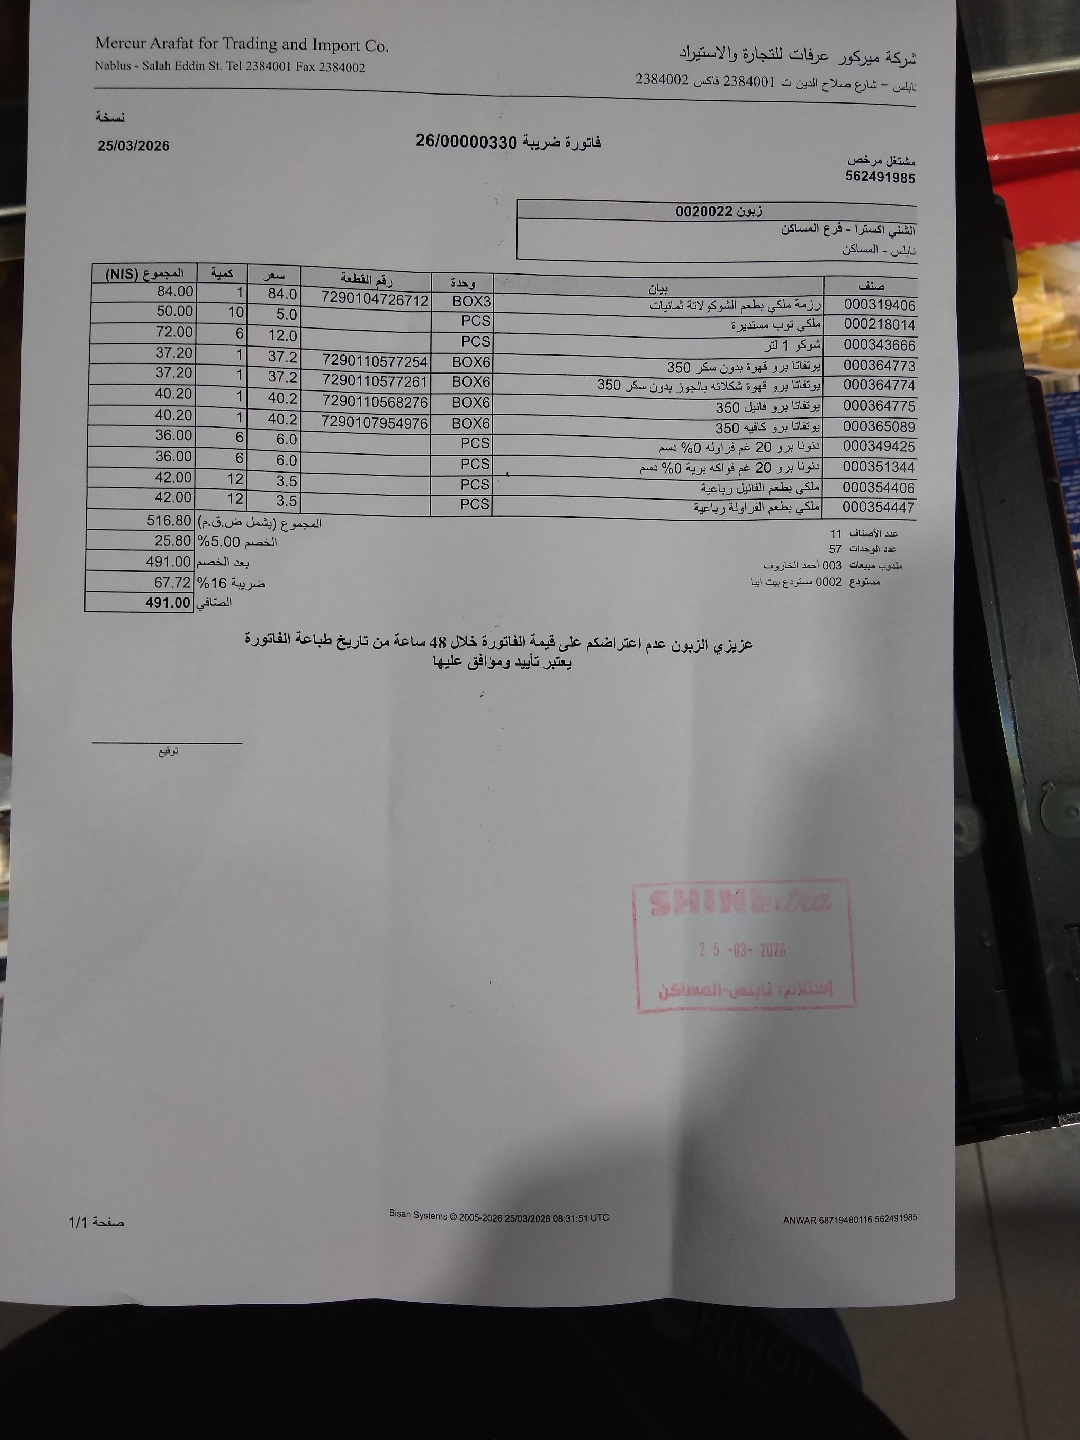 Mercur Arafat for Trading and Import Co.
شركة ميركور عرفات للتجارة والاستيراد
Nablus - Salah Eddin St. Tel 2384001 Fax 2384002
نابلس - شارع صلاح الدين ت 2384001 فاكس 2384002
نسخة
25/03/2026
فاتورة ضريبة 26/00000330
مشتغل مرخص
562491985
زبون 0020022
الشني اكسترا - فرع المساكن
نابلس - المساكن
صنف بيان وحدة رقم القطعة سعر كمية المجموع (NIS)
000319406 رزمة ملكي بطعم الشوكولاتة ثمانيات BOX3 7290104726712 84.0 1 84.00
000218014 ملكي توب مستديرة PCS 5.0 10 50.00
000343666 شوكو 1 لتر PCS 12.0 6 72.00
000364773 يوتفاتا برو قهوة بدون سكر 350 BOX6 7290110577254 37.2 1 37.20
000364774 يوتفاتا برو قهوة شكلاته بالجوز بدون سكر 350 BOX6 7290110577261 37.2 1 37.20
000364775 يوتفاتا برو فانيل 350 BOX6 7290110568276 40.2 1 40.20
000365089 يوتفاتا برو كافيه 350 BOX6 7290107954976 40.2 1 40.20
000349425 دنونا برو 20 غم فراوله 0% دسم PCS 6.0 6 36.00
000351344 دنونا برو 20 غم فواكه برية 0% دسم PCS 6.0 6 36.00
000354406 ملكي بطعم الفانيل رباعية PCS 3.5 12 42.00
000354447 ملكي بطعم الفراولة رباعية PCS 3.5 12 42.00
المجموع (يشمل ض.ق.م) 516.80
الخصم 5.00% 25.80
بعد الخصم 491.00
ضريبة 16% 67.72
الصافي 491.00
عدد الأصناف 11
عدد الوحدات 57
مندوب مبيعات 003 أحمد الخاروف
مستودع 0002 مستودع بيت ايبا
عزيزي الزبون عدم اعتراضكم على قيمة الفاتورة خلال 48 ساعة من تاريخ طباعة الفاتورة
يعتبر تأييد وموافق عليها
توقيع
SHINI extra
25-03-2026
إستلام: نابلس-المساكن
صفحة 1/1
Bisan Systems © 2005-2026 25/03/2026 08:31:51 UTC
ANWAR 68719480116 562491985